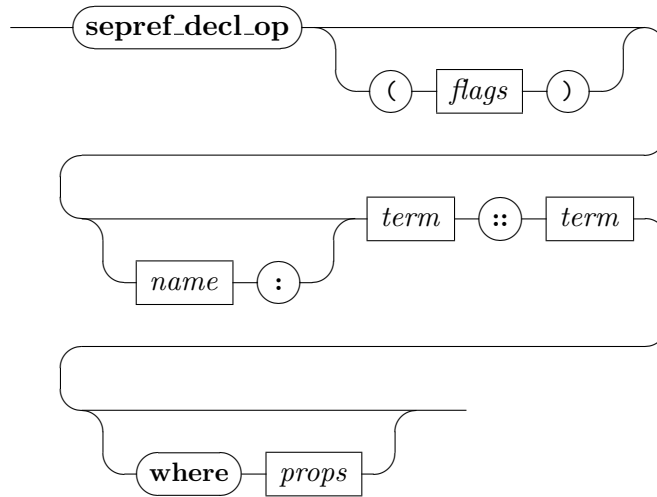 sepref_decl_op
( flags )
term :: term
name :
where props